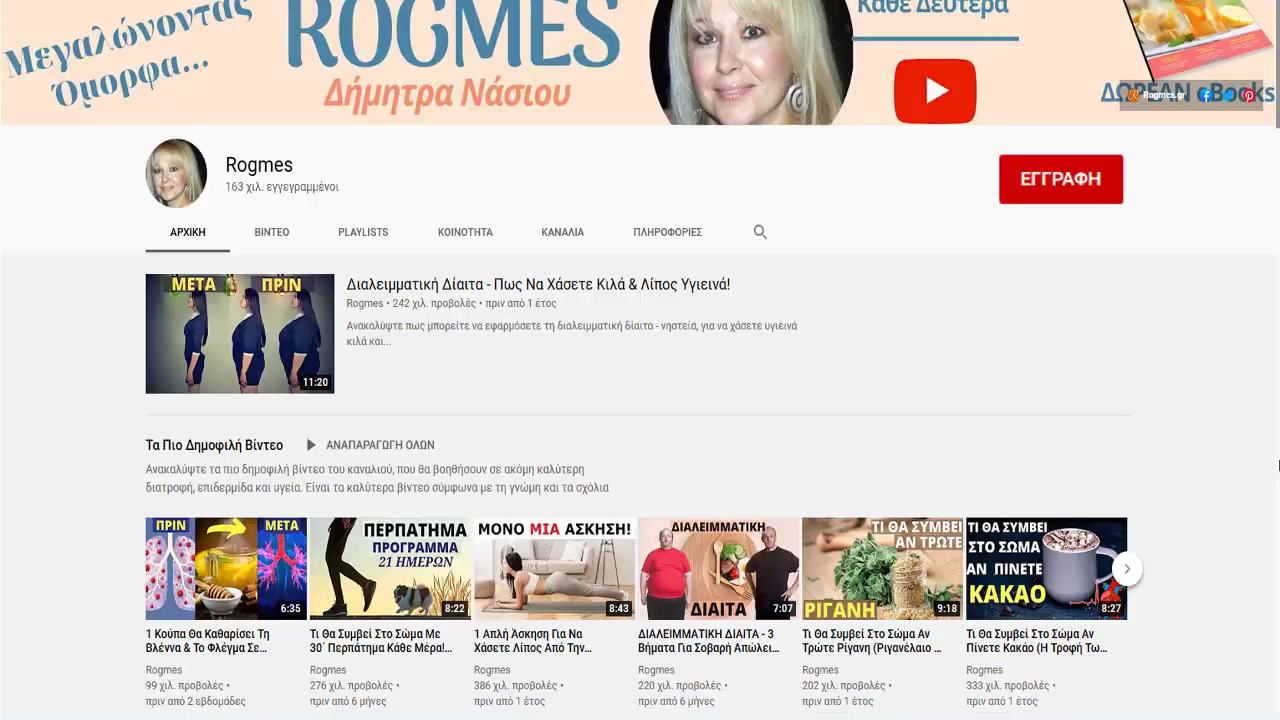 Μεγαλώνοντας
Όμορφα...
ROGMES
Δήμητρα Νάσιου
Κάθε Δευτέρα
ΔΩΡΕΑΝ eBooks
Rogmes.gr
Rogmes
163 χιλ. εγγεγραμμένοι
ΕΓΓΡΑΦΗ
ΑΡΧΙΚΗ ΒΙΝΤΕΟ PLAYLISTS ΚΟΙΝΟΤΗΤΑ ΚΑΝΑΛΙΑ ΠΛΗΡΟΦΟΡΙΕΣ
ΜΕΤΑ ΠΡΙΝ
11:20
Διαλειμματική Δίαιτα - Πως Να Χάσετε Κιλά & Λίπος Υγιεινά!
Rogmes • 242 χιλ. προβολές • πριν από 1 έτος
Ανακαλύψτε πως μπορείτε να εφαρμόσετε τη διαλειμματική δίαιτα - νηστεία, για να χάσετε υγιεινά
κιλά και...
Τα Πιο Δημοφιλή Βίντεο ΑΝΑΠΑΡΑΓΩΓΗ ΟΛΩΝ
Ανακαλύψτε τα πιο δημοφιλή βίντεο του καναλιού, που θα βοηθήσουν σε ακόμη καλύτερη
διατροφή, επιδερμίδα και υγεία. Είναι τα καλύτερα βίντεο σύμφωνα με τη γνώμη και τα σχόλια
ΠΡΙΝ ΜΕΤΑ
6:35
1 Κούπα Θα Καθαρίσει Τη
Βλέννα & Το Φλέγμα Σε...
Rogmes
99 χιλ. προβολές •
πριν από 2 εβδομάδες
ΠΕΡΠΑΤΗΜΑ
ΠΡΟΓΡΑΜΜΑ
21 ΗΜΕΡΩΝ
8:22
Τι Θα Συμβεί Στο Σώμα Με
30΄ Περπάτημα Κάθε Μέρα!...
Rogmes
276 χιλ. προβολές •
πριν από 6 μήνες
ΜΟΝΟ ΜΙΑ ΑΣΚΗΣΗ!
8:43
1 Απλή Άσκηση Για Να
Χάσετε Λίπος Από Την...
Rogmes
386 χιλ. προβολές •
πριν από 1 έτος
ΔΙΑΛΕΙΜΜΑΤΙΚΗ
ΔΙΑΙΤΑ
7:07
ΔΙΑΛΕΙΜΜΑΤΙΚΗ ΔΙΑΙΤΑ - 3
Βήματα Για Σοβαρή Απώλει...
Rogmes
220 χιλ. προβολές •
πριν από 6 μήνες
ΤΙ ΘΑ ΣΥΜΒΕΙ
ΑΝ ΤΡΩΤΕ
ΡΙΓΑΝΗ
9:18
Τι Θα Συμβεί Στο Σώμα Αν
Τρώτε Ρίγανη (Ριγανέλαιο ...
Rogmes
202 χιλ. προβολές •
πριν από 1 έτος
ΤΙ ΘΑ ΣΥΜΒΕΙ
ΣΤΟ ΣΩΜΑ
ΑΝ ΠΙΝΕΤΕ
ΚΑΚΑΟ
8:27
Τι Θα Συμβεί Στο Σώμα Αν
Πίνετε Κακάο (Η Τροφή Τω...
Rogmes
333 χιλ. προβολές •
πριν από 1 έτος